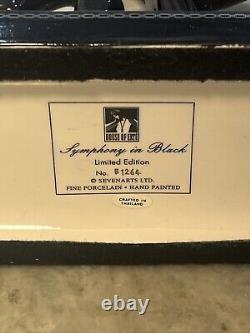 HOUSE OF ERTÉ
Symphony in Black
Limited Edition
No. B1264
© SEVENARTS LTD.
FINE PORCELAIN • HAND PAINTED
CRAFTED IN
THAILAND